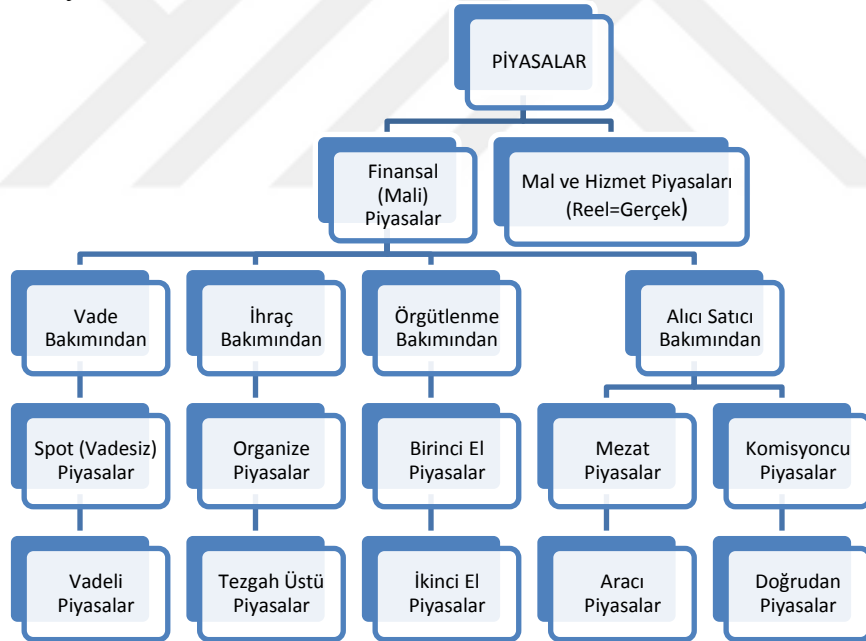 PİYASALAR
Finansal
(Mali)
Piyasalar
Mal ve Hizmet Piyasaları
(Reel=Gerçek)
Vade
Bakımından
İhraç
Bakımından
Örgütlenme
Bakımından
Alıcı Satıcı
Bakımından
Spot (Vadesiz)
Piyasalar
Organize
Piyasalar
Birinci El
Piyasalar
Mezat
Piyasalar
Komisyoncu
Piyasalar
Vadeli
Piyasalar
Tezgah Üstü
Piyasalar
İkinci El
Piyasalar
Aracı
Piyasalar
Doğrudan
Piyasalar